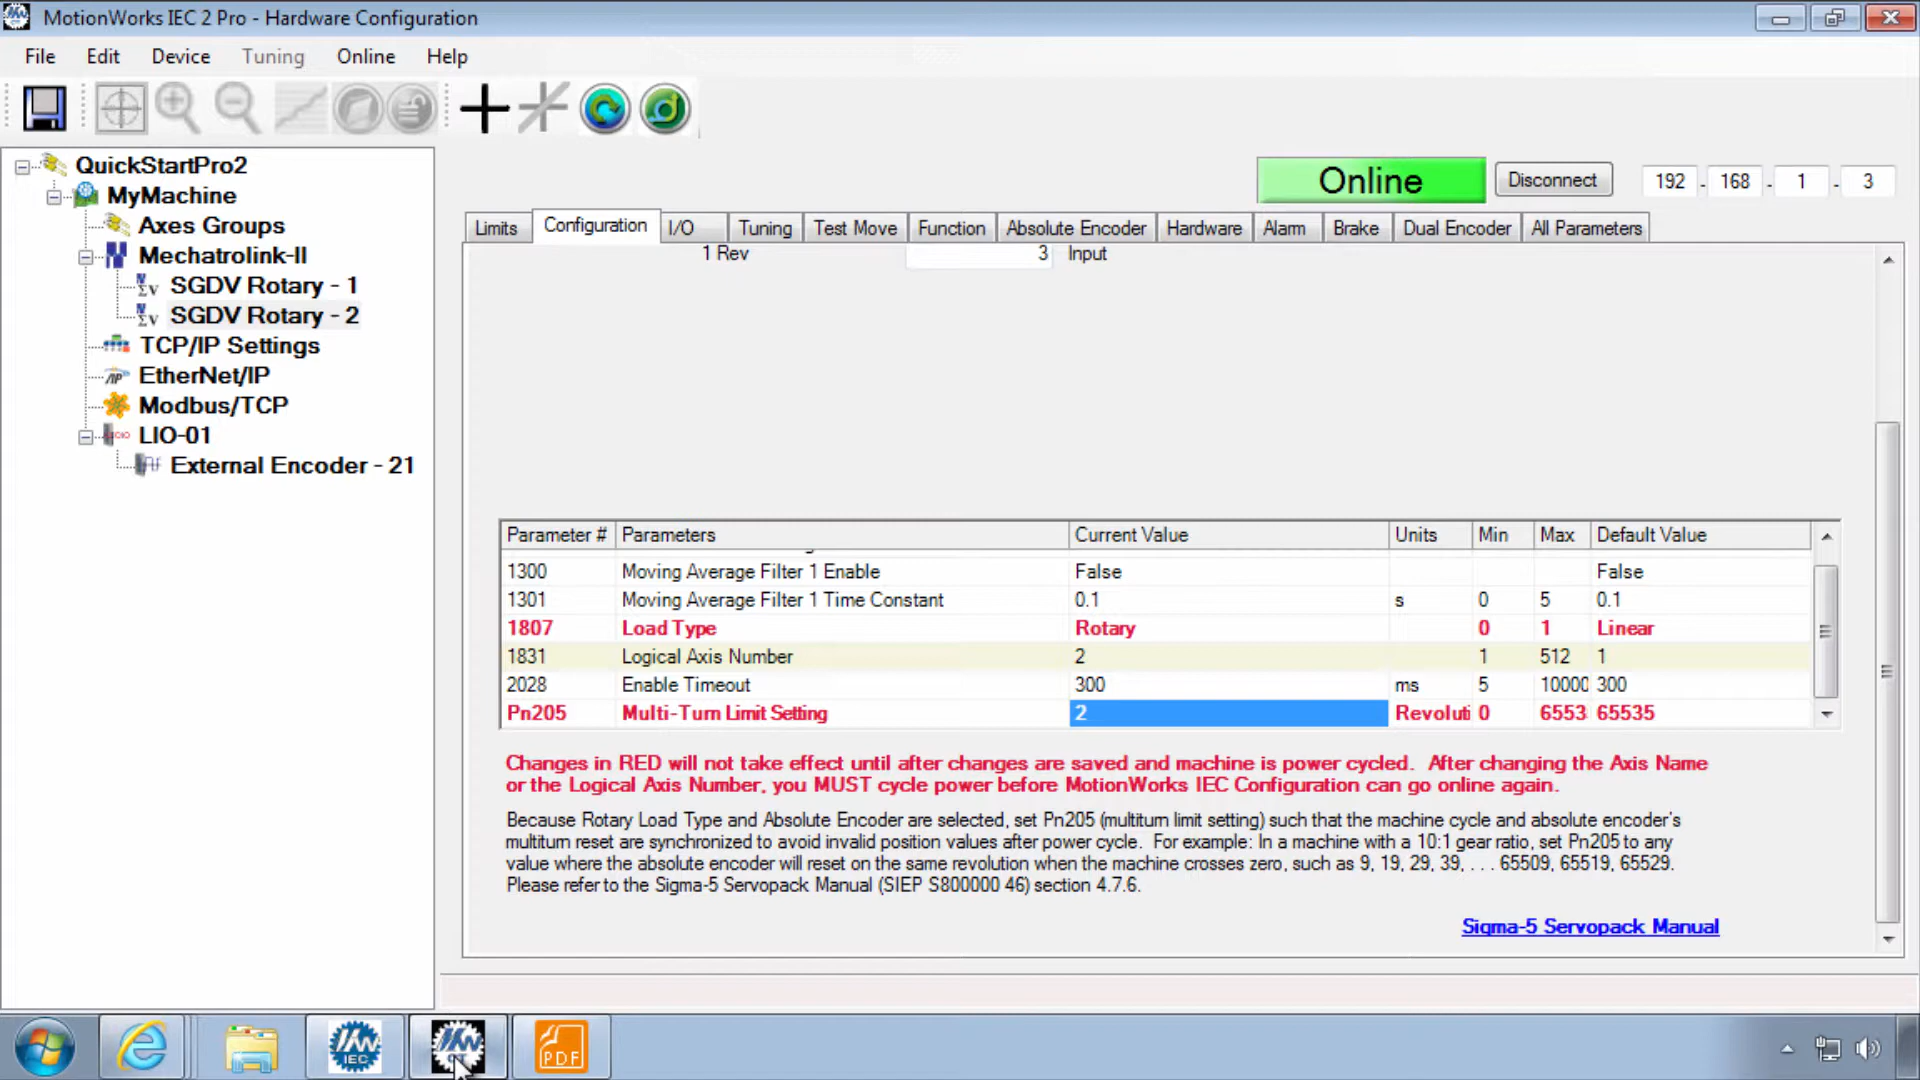 MotionWorks IEC 2 Pro - Hardware Configuration
File Edit Device Tuning Online Help
QuickStartPro2
MyMachine
Axes Groups
Mechatrolink-II
SGDV Rotary - 1
SGDV Rotary - 2
TCP/IP Settings
EtherNet/IP
Modbus/TCP
LIO-01
External Encoder - 21
Online Disconnect 192 . 168 . 1 . 3
Limits Configuration I/O Tuning Test Move Function Absolute Encoder Hardware Alarm Brake Dual Encoder All Parameters
1 Rev 3 Input
Parameter # Parameters Current Value Units Min Max Default Value
1300 Moving Average Filter 1 Enable False False
1301 Moving Average Filter 1 Time Constant 0.1 s 0 5 0.1
1807 Load Type Rotary 0 1 Linear
1831 Logical Axis Number 2 1 512 1
2028 Enable Timeout 300 ms 5 10000 300
Pn205 Multi-Turn Limit Setting 2 Revoluti 0 6553 65535
Changes in RED will not take effect until after changes are saved and machine is power cycled. After changing the Axis Name
or the Logical Axis Number, you MUST cycle power before MotionWorks IEC Configuration can go online again.
Because Rotary Load Type and Absolute Encoder are selected, set Pn205 (multiturn limit setting) such that the machine cycle and absolute encoder's
multiturn reset are synchronized to avoid invalid position values after power cycle. For example: In a machine with a 10:1 gear ratio, set Pn205 to any
value where the absolute encoder will reset on the same revolution when the machine crosses zero, such as 9, 19, 29, 39, . . . 65509, 65519, 65529.
Please refer to the Sigma-5 Servopack Manual (SIEP S800000 46) section 4.7.6.
Sigma-5 Servopack Manual
IEC
PDF